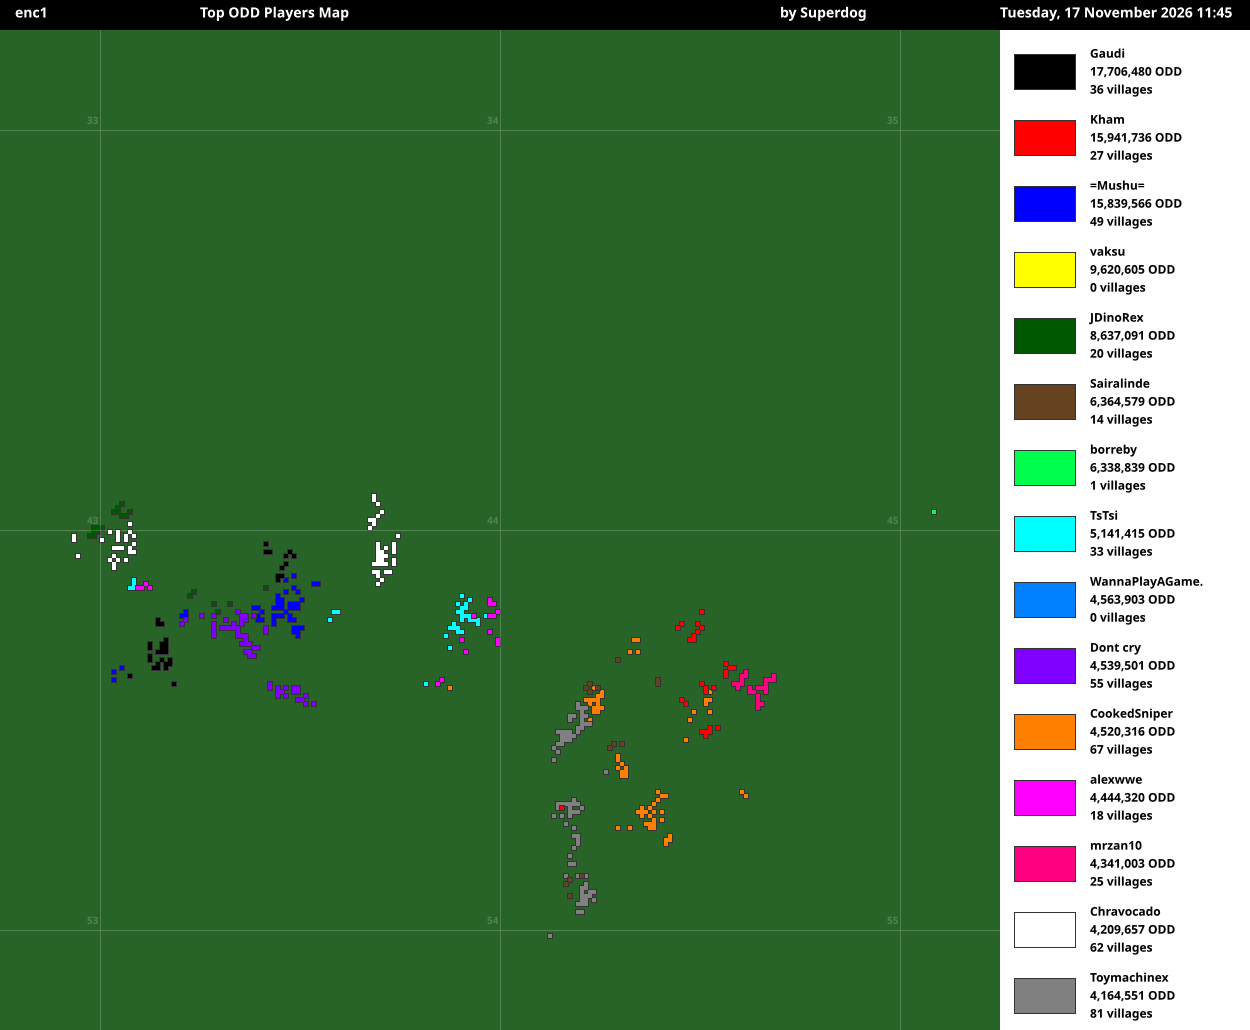 enc1 Top ODD Players Map by Superdog Tuesday, 17 November 2026 11:45
33 34 35
43 44 45
53 54 55
Gaudi
17,706,480 ODD
36 villages
Kham
15,941,736 ODD
27 villages
=Mushu=
15,839,566 ODD
49 villages
vaksu
9,620,605 ODD
0 villages
JDinoRex
8,637,091 ODD
20 villages
Sairalinde
6,364,579 ODD
14 villages
borreby
6,338,839 ODD
1 villages
TsTsi
5,141,415 ODD
33 villages
WannaPlayAGame.
4,563,903 ODD
0 villages
Dont cry
4,539,501 ODD
55 villages
CookedSniper
4,520,316 ODD
67 villages
alexwwe
4,444,320 ODD
18 villages
mrzan10
4,341,003 ODD
25 villages
Chravocado
4,209,657 ODD
62 villages
Toymachinex
4,164,551 ODD
81 villages